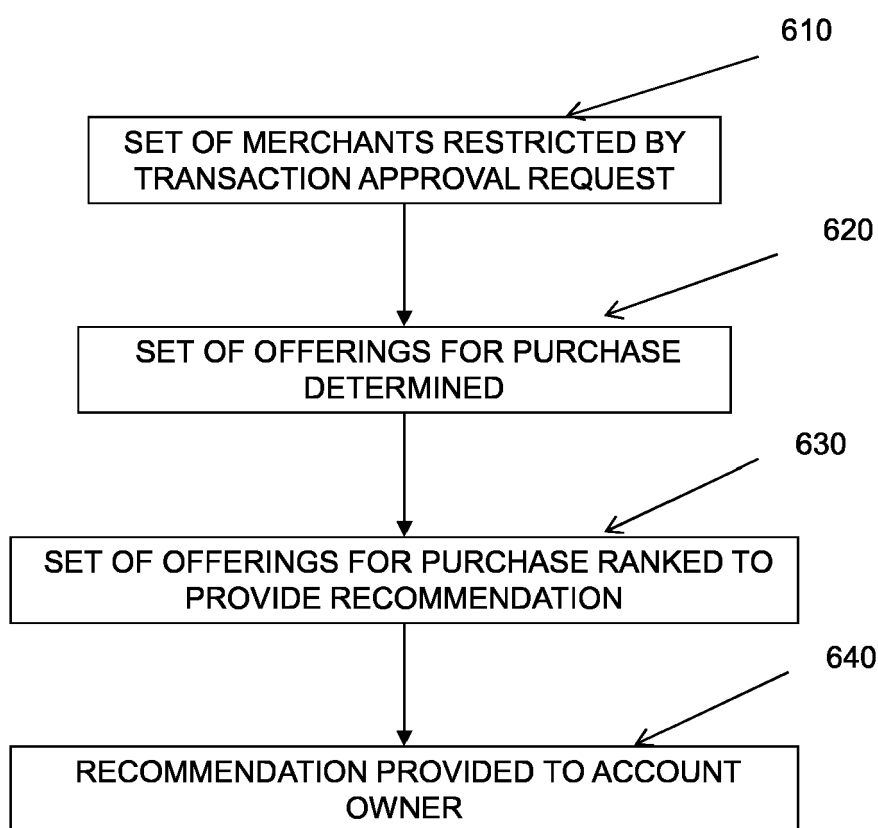 610
SET OF MERCHANTS RESTRICTED BY
TRANSACTION APPROVAL REQUEST
620
SET OF OFFERINGS FOR PURCHASE
DETERMINED
630
SET OF OFFERINGS FOR PURCHASE RANKED TO
PROVIDE RECOMMENDATION
640
RECOMMENDATION PROVIDED TO ACCOUNT
OWNER